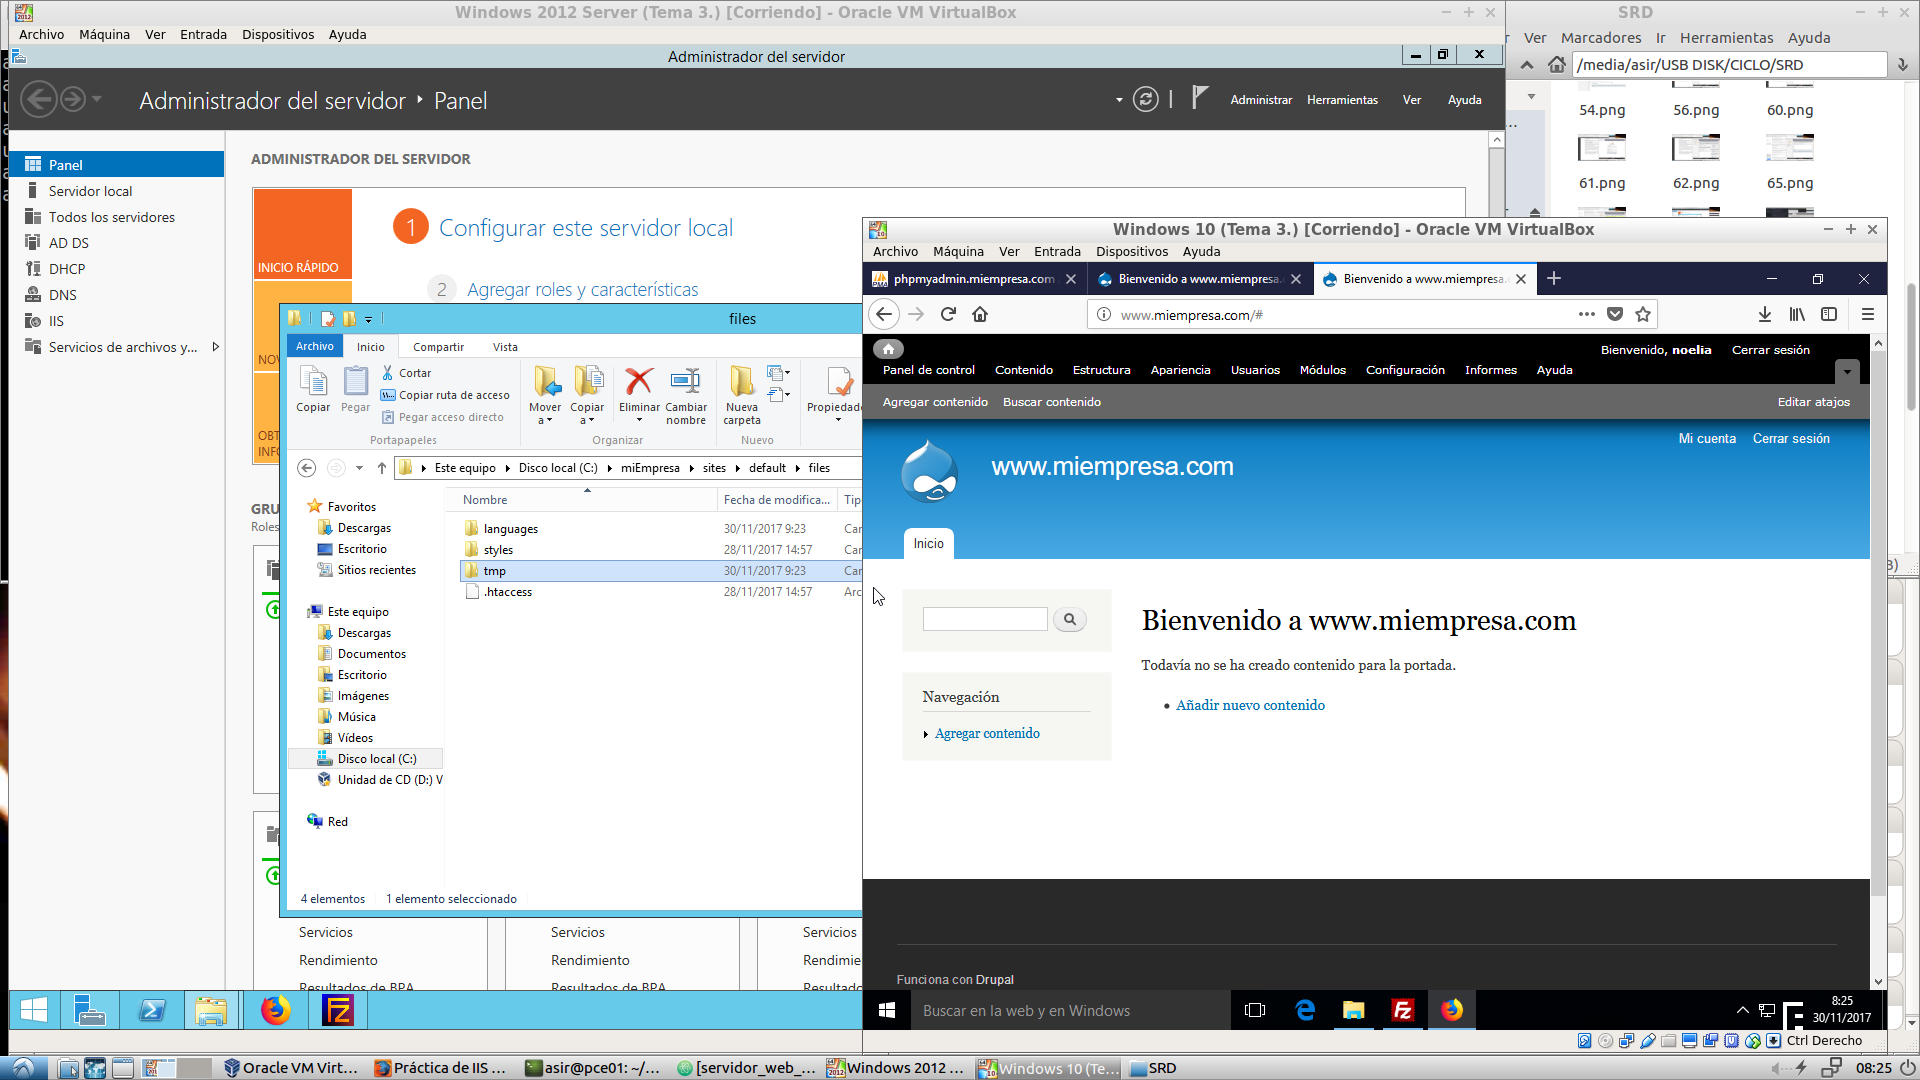 Windows 2012 Server (Tema 3.) [Corriendo] - Oracle VM VirtualBox
Archivo Máquina Ver Entrada Dispositivos Ayuda
Administrador del servidor
Administrador del servidor Panel
Administrar Herramientas Ver Ayuda
Panel
Servidor local
Todos los servidores
AD DS
DHCP
DNS
IIS
Servicios de archivos y...
ADMINISTRADOR DEL SERVIDOR
INICIO RÁPIDO
1 Configurar este servidor local
2 Agregar roles y características
NOV
OBT
INFC
GRU
Roles
files
Archivo Inicio Compartir Vista
Copiar
Pegar
Cortar
Copiar ruta de acceso
Pegar acceso directo
Portapapeles
Mover a
Copiar a
Eliminar
Cambiar nombre
Organizar
Nueva carpeta
Nuevo
Propiedade
Este equipo Disco local (C:) miEmpresa sites default files
Nombre Fecha de modifica... Tip
Favoritos
Descargas
Escritorio
Sitios recientes
Este equipo
Descargas
Documentos
Escritorio
Imágenes
Música
Vídeos
Disco local (C:)
Unidad de CD (D:) V
Red
languages 30/11/2017 9:23 Car
styles 28/11/2017 14:57 Car
tmp 30/11/2017 9:23 Car
.htaccess 28/11/2017 14:57 Arc
4 elementos 1 elemento seleccionado
Servicios Servicios Servicios
Rendimiento Rendimiento Rendimie
Resultados de BPA Resultados de BPA Resultado
SRD
Ver Marcadores Ir Herramientas Ayuda
/media/asir/USB DISK/CICLO/SRD
54.png 56.png 60.png
61.png 62.png 65.png
Windows 10 (Tema 3.) [Corriendo] - Oracle VM VirtualBox
Archivo Máquina Ver Entrada Dispositivos Ayuda
phpmyadmin.miempresa.com
Bienvenido a www.miempresa.
Bienvenido a www.miempresa.
www.miempresa.com/#
Bienvenido, noelia Cerrar sesión
Panel de control Contenido Estructura Apariencia Usuarios Módulos Configuración Informes Ayuda
Agregar contenido Buscar contenido Editar atajos
Mi cuenta Cerrar sesión
www.miempresa.com
Inicio
Bienvenido a www.miempresa.com
Todavía no se ha creado contenido para la portada.
Añadir nuevo contenido
Navegación
Agregar contenido
Funciona con Drupal
Buscar en la web y en Windows
8:25
30/11/2017
Ctrl Derecho
Oracle VM Virt...
Práctica de IIS ...
asir@pce01: ~/...
[servidor_web_...
Windows 2012 ...
Windows 10 (Te...
SRD
08:25